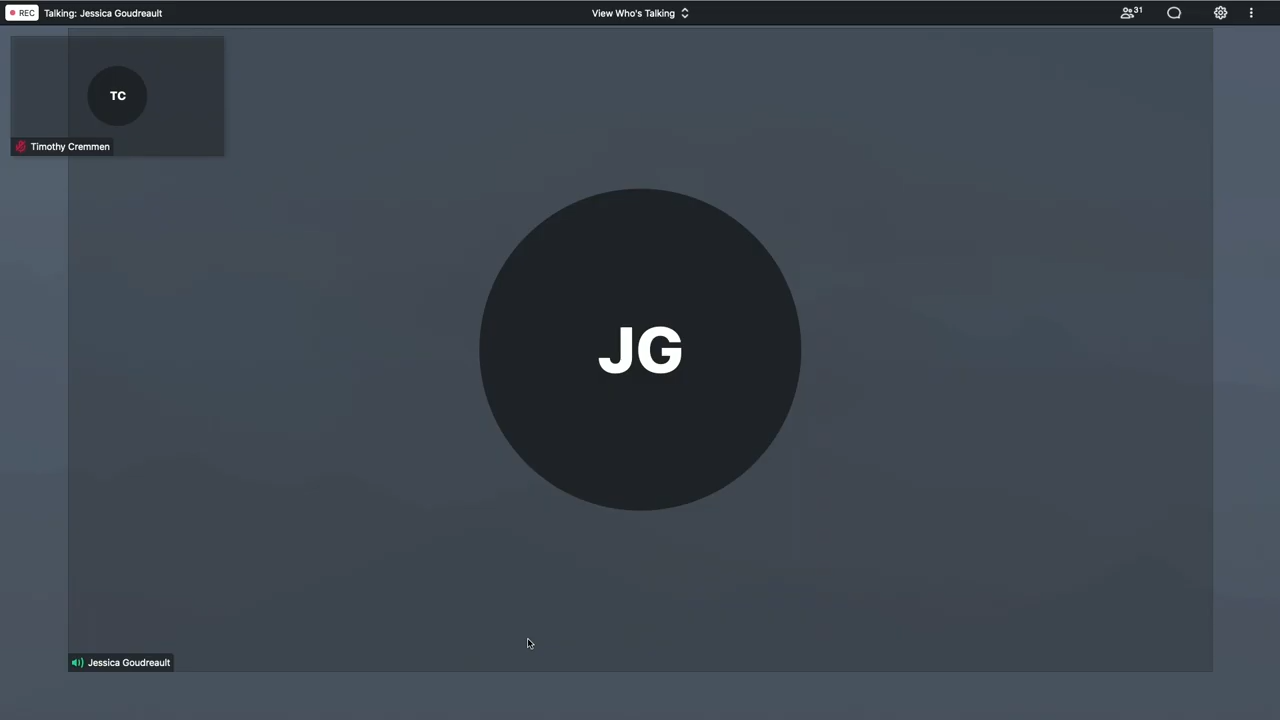 REC
Talking: Jessica Goudreault
View Who's Talking
31
TC
Timothy Cremmen
JG
Jessica Goudreault